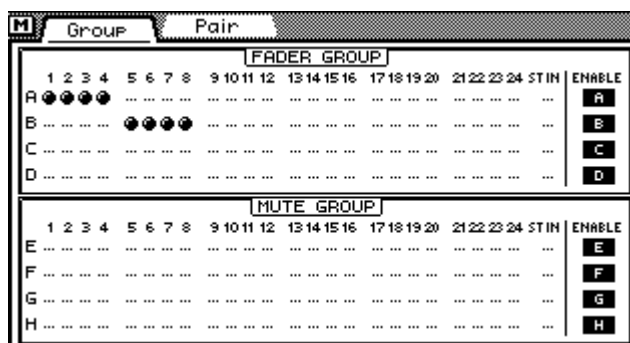 M Group Pair
FADER GROUP
1 2 3 4 5 6 7 8 9 10 11 12 13 14 15 16 17 18 19 20 21 22 23 24 ST IN ENABLE
A A
B B
C C
D D
MUTE GROUP
1 2 3 4 5 6 7 8 9 10 11 12 13 14 15 16 17 18 19 20 21 22 23 24 ST IN ENABLE
E E
F F
G G
H H